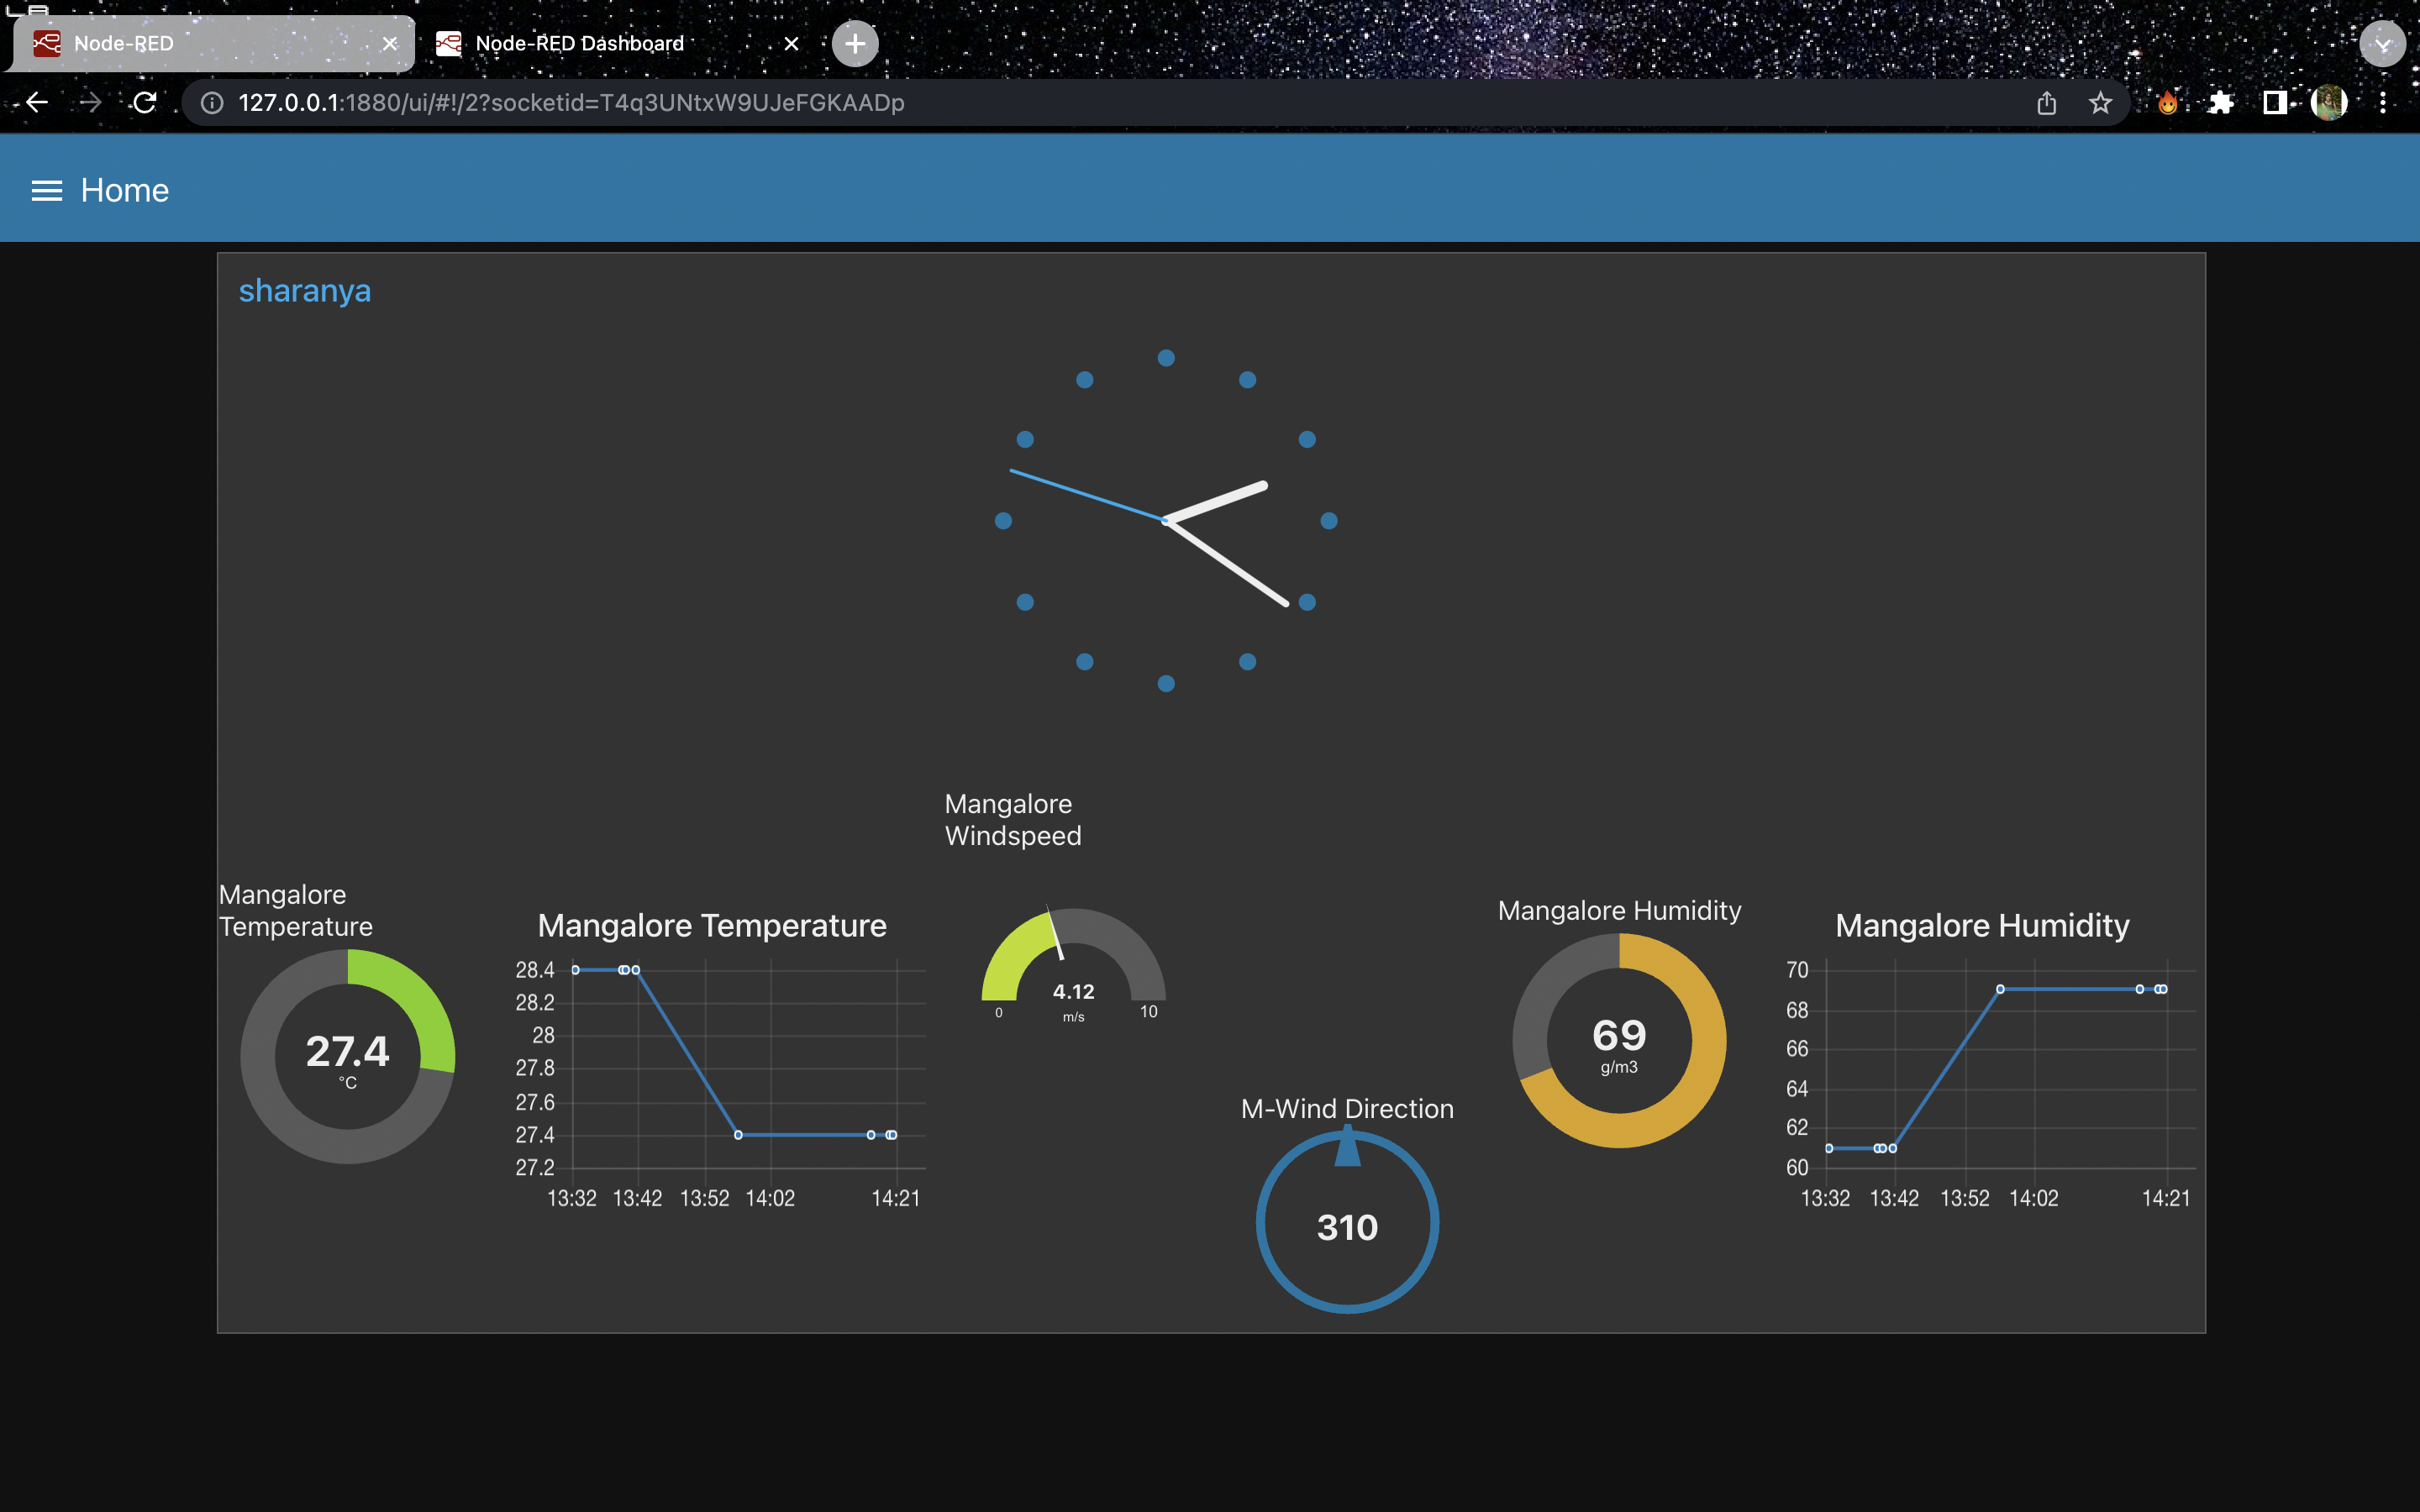 Node-RED
Node-RED Dashboard
127.0.0.1:1880/ui/#!/2?socketid=T4q3UNtxW9UJeFGKAADp
Home
sharanya
Mangalore
Windspeed
4.12
m/s
0
10
Mangalore
Temperature
27.4
°C
Mangalore Temperature
28.4
28.2
28
27.8
27.6
27.4
27.2
13:32 13:42 13:52 14:02 14:21
M-Wind Direction
310
Mangalore Humidity
69
g/m3
Mangalore Humidity
70
68
66
64
62
60
13:32 13:42 13:52 14:02 14:21